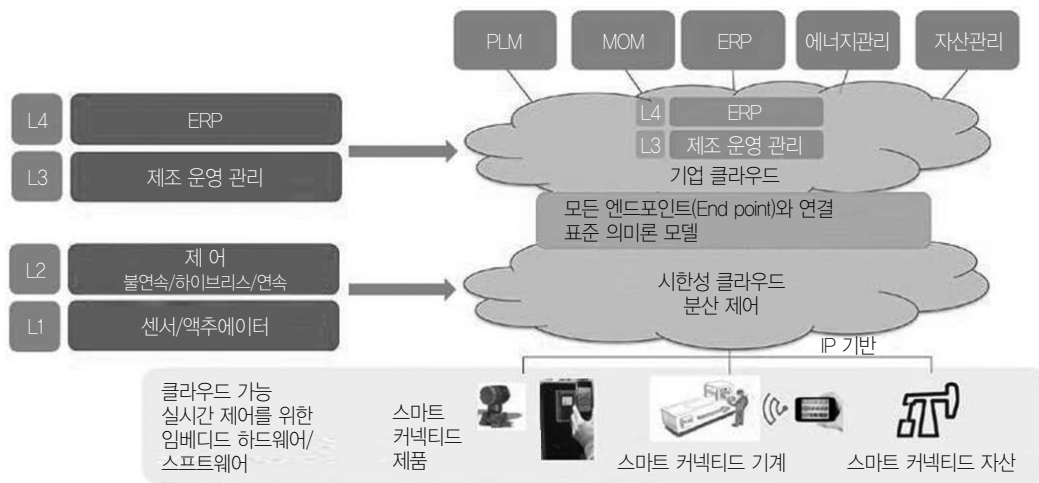 PLM
MOM
ERP
에너지관리
자산관리
L4
ERP
L3
제조 운영 관리
L4
ERP
L3
제조 운영 관리
기업 클라우드
모든 엔드포인트(End point)와 연결
표준 의미론 모델
L2
제 어
불연속/하이브리스/연속
L1
센서/액추에이터
시한성 클라우드
분산 제어
IP 기반
클라우드 가능
실시간 제어를 위한
임베디드 하드웨어/
스프트웨어
스마트
커넥티드
제품
스마트 커넥티드 기계
스마트 커넥티드 자산